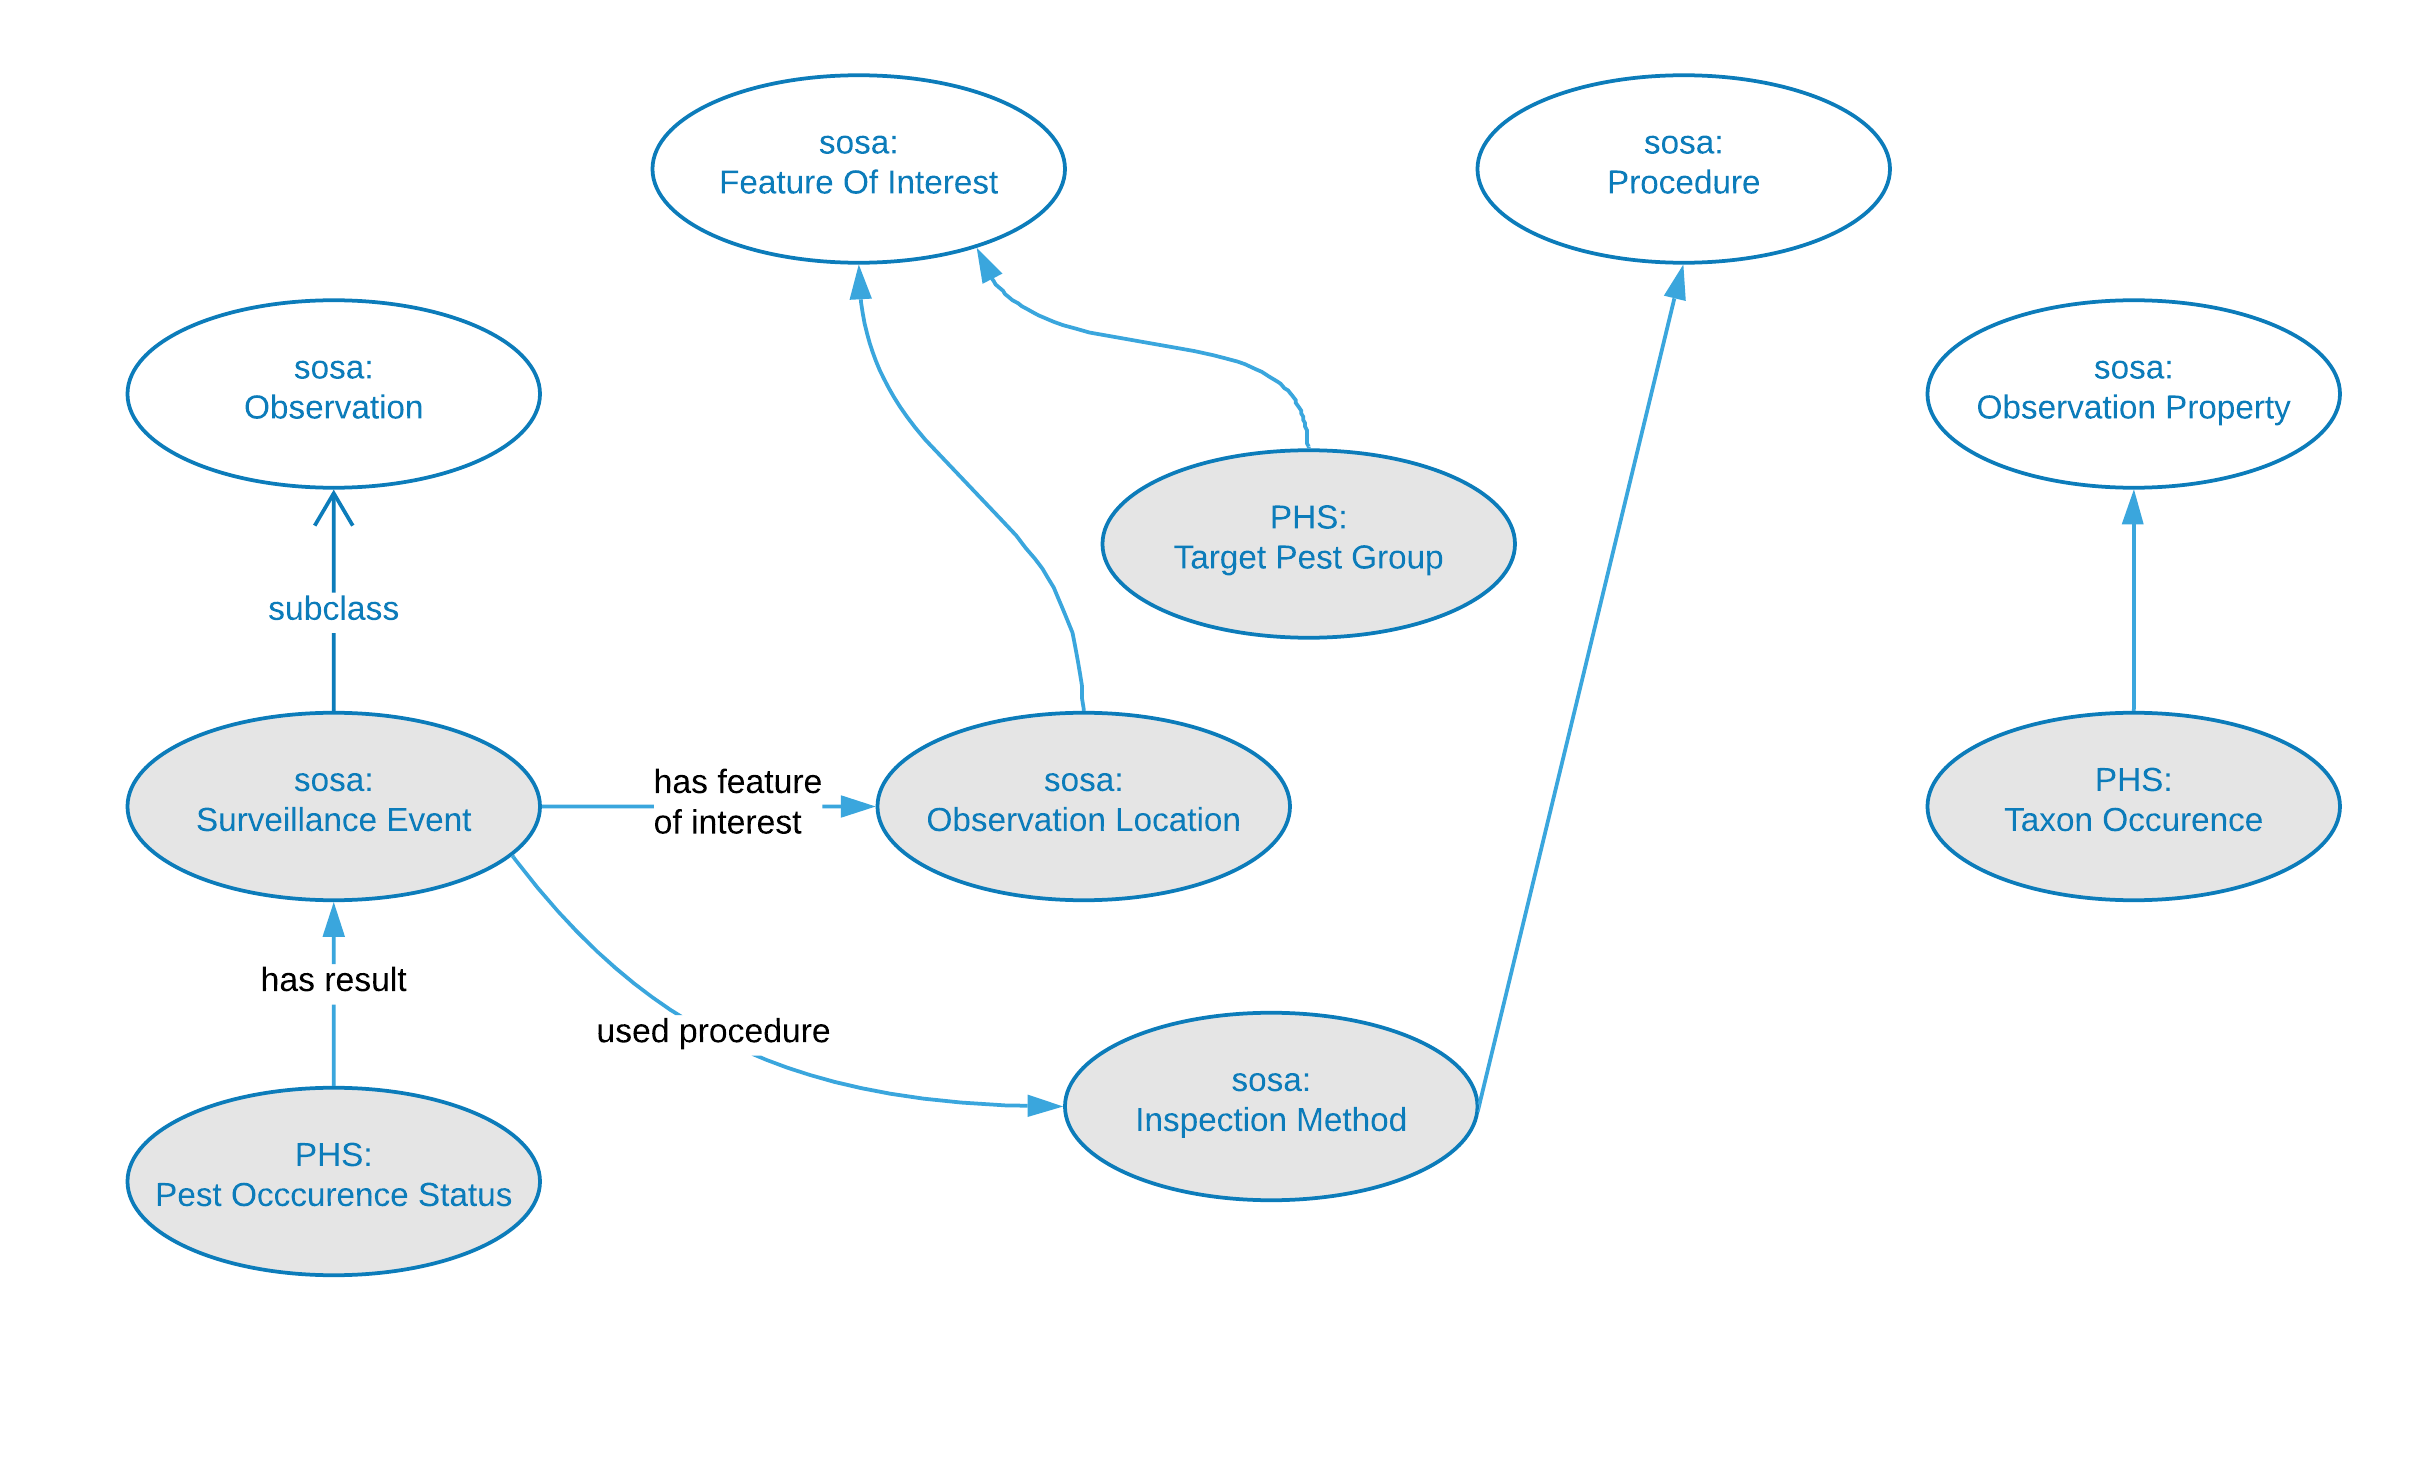 sosa:
Feature Of Interest
sosa:
Procedure
sosa:
Observation
sosa:
Observation Property
PHS:
Target Pest Group
subclass
sosa:
Surveillance Event
has feature
of interest
sosa:
Observation Location
PHS:
Taxon Occurence
has result
used procedure
sosa:
Inspection Method
PHS:
Pest Occcurence Status